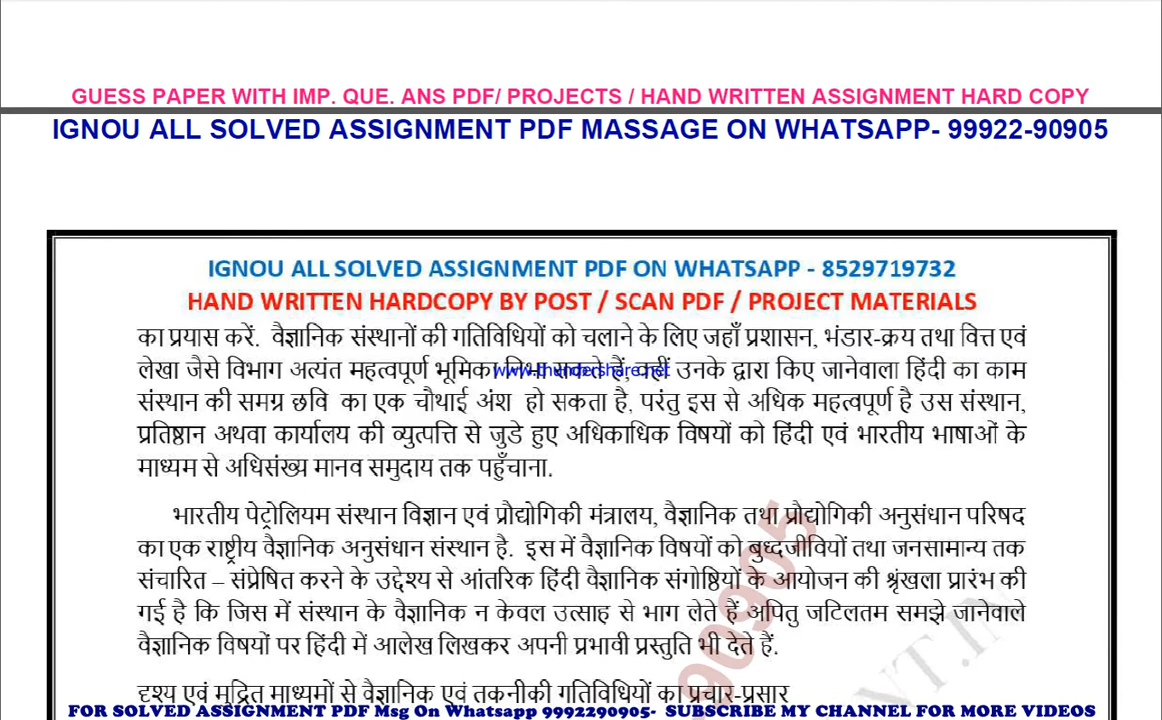 GUESS PAPER WITH IMP. QUE. ANS PDF/ PROJECTS / HAND WRITTEN ASSIGNMENT HARD COPY
IGNOU ALL SOLVED ASSIGNMENT PDF MASSAGE ON WHATSAPP- 99922-90905
IGNOU ALL SOLVED ASSIGNMENT PDF ON WHATSAPP - 8529719732
HAND WRITTEN HARDCOPY BY POST / SCAN PDF / PROJECT MATERIALS
का प्रयास करें. वैज्ञानिक संस्थानों की गतिविधियों को चलाने के लिए जहाँ प्रशासन, भंडार-क्रय तथा वित्त एवं
लेखा जैसे विभाग अत्यंत महत्वपूर्ण भूमिका निभा सकते हैं, वहीं उनके द्वारा किए जानेवाला हिंदी का काम
www.thundershare.net
संस्थान की समग्र छवि का एक चौथाई अंश हो सकता है, परंतु इस से अधिक महत्वपूर्ण है उस संस्थान,
प्रतिष्ठान अथवा कार्यालय की व्युत्पत्ति से जुडे हुए अधिकाधिक विषयों को हिंदी एवं भारतीय भाषाओं के
माध्यम से अधिसंख्य मानव समुदाय तक पहुँचाना.
भारतीय पेट्रोलियम संस्थान विज्ञान एवं प्रौद्योगिकी मंत्रालय, वैज्ञानिक तथा प्रौद्योगिकी अनुसंधान परिषद
का एक राष्ट्रीय वैज्ञानिक अनुसंधान संस्थान है. इस में वैज्ञानिक विषयों को बुध्दजीवियों तथा जनसामान्य तक
संचारित – संप्रेषित करने के उद्देश्य से आंतरिक हिंदी वैज्ञानिक संगोष्ठियों के आयोजन की श्रृंखला प्रारंभ की
गई है कि जिस में संस्थान के वैज्ञानिक न केवल उत्साह से भाग लेते हैं अपितु जटिलतम समझे जानेवाले
वैज्ञानिक विषयों पर हिंदी में आलेख लिखकर अपनी प्रभावी प्रस्तुति भी देते हैं.
दृश्य एवं मुद्रित माध्यमों से वैज्ञानिक एवं तकनीकी गतिविधियों का प्रचार-प्रसार
FOR SOLVED ASSIGNMENT PDF Msg On Whatsapp 9992290905- SUBSCRIBE MY CHANNEL FOR MORE VIDEOS